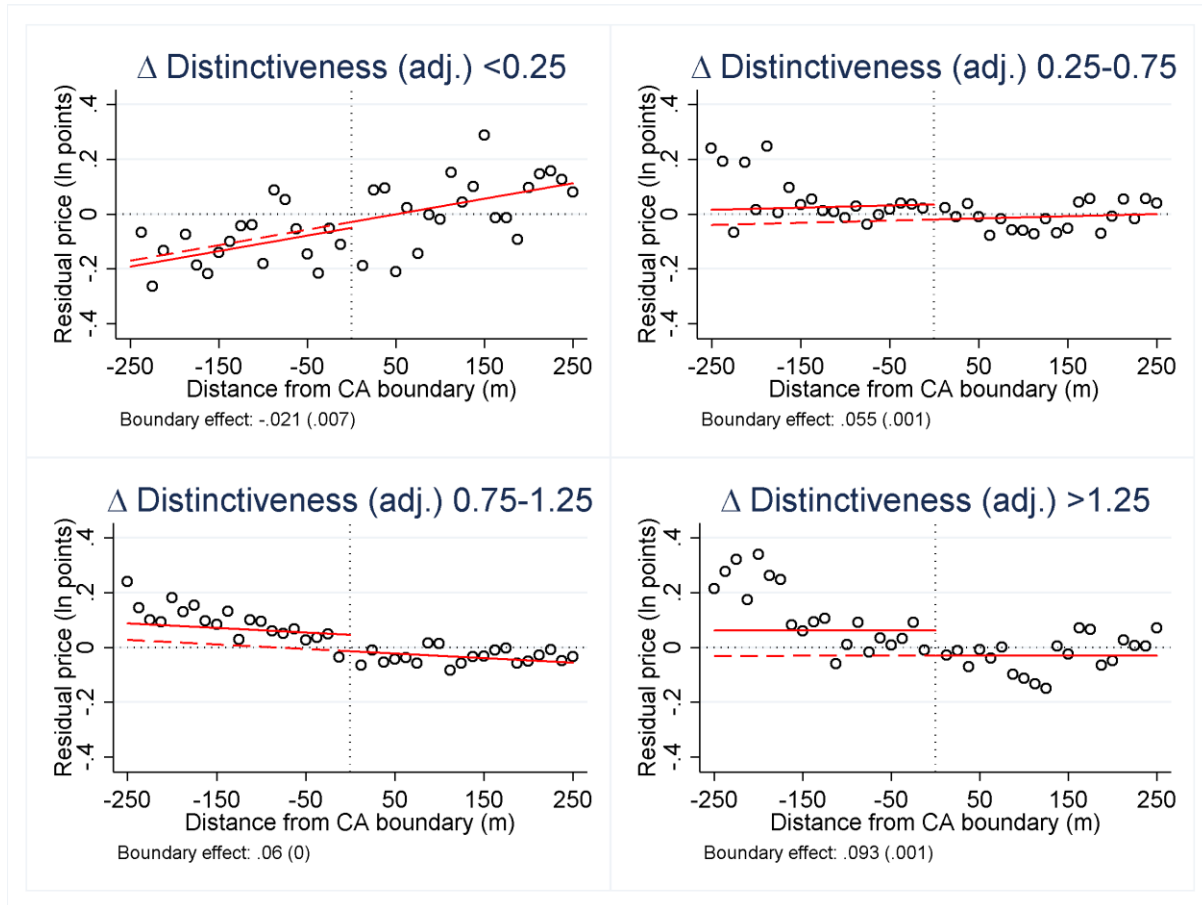 Δ Distinctiveness (adj.) <0.25
Residual price (ln points)
.4
.2
0
-.2
-.4
-250 -150 -50 50 150 250
Distance from CA boundary (m)
Boundary effect: -.021 (.007)
Δ Distinctiveness (adj.) 0.25-0.75
Residual price (ln points)
.4
.2
0
-.2
-.4
-250 -150 -50 50 150 250
Distance from CA boundary (m)
Boundary effect: .055 (.001)
Δ Distinctiveness (adj.) 0.75-1.25
Residual price (ln points)
.4
.2
0
-.2
-.4
-250 -150 -50 50 150 250
Distance from CA boundary (m)
Boundary effect: .06 (0)
Δ Distinctiveness (adj.) >1.25
Residual price (ln points)
.4
.2
0
-.2
-.4
-250 -150 -50 50 150 250
Distance from CA boundary (m)
Boundary effect: .093 (.001)